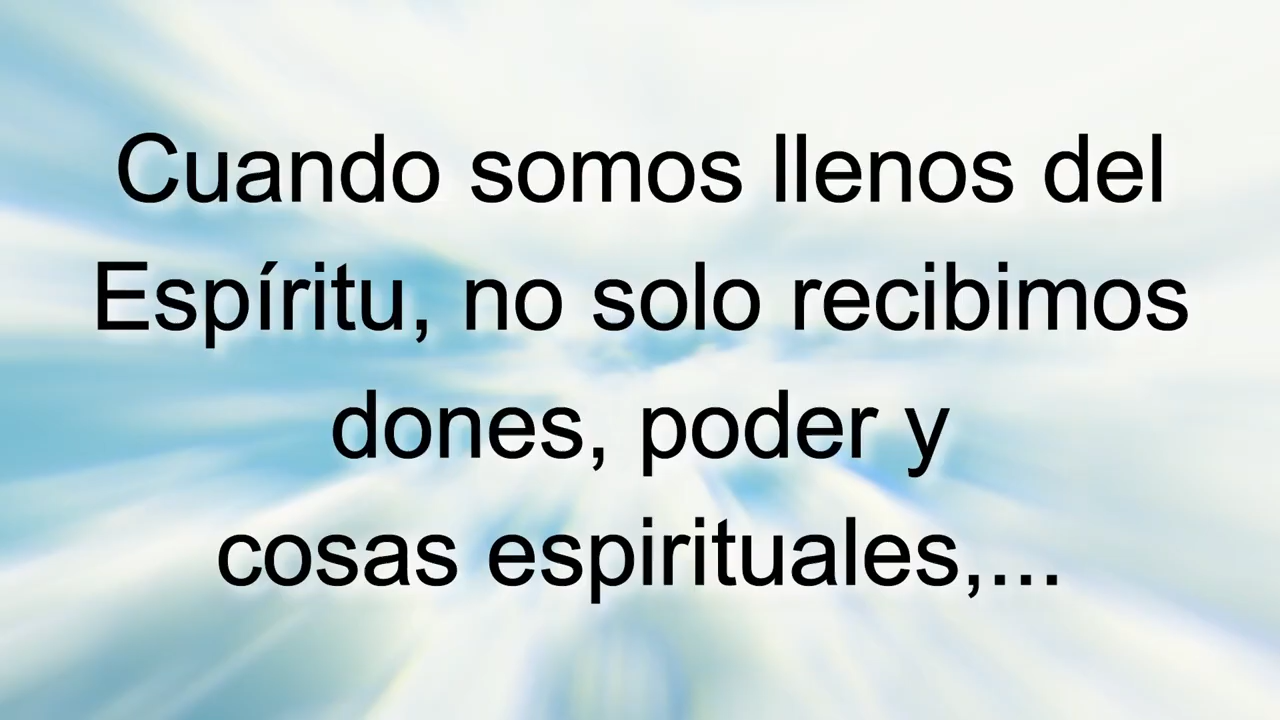 Cuando somos llenos del
Espíritu, no solo recibimos
dones, poder y
cosas espirituales,...